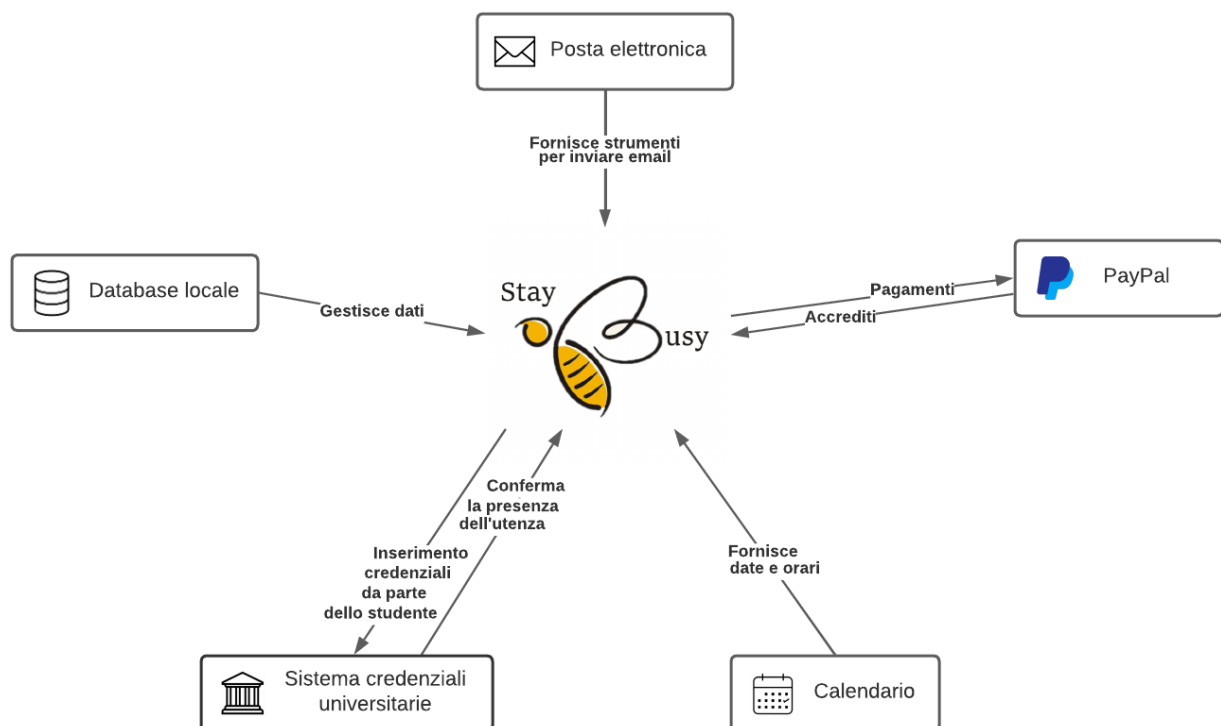 Posta elettronica
Fornisce strumenti
per inviare email
Database locale
Gestisce dati
Stay
usy
Pagamenti
Accrediti
PayPal
Conferma
la presenza
dell'utenza
Inserimento
credenziali
da parte
dello studente
Fornisce
date e orari
Sistema credenziali
universitarie
Calendario